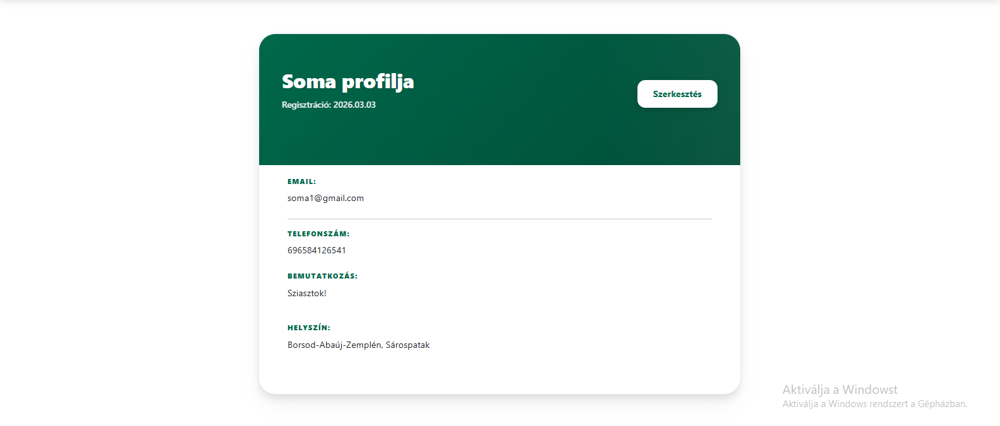 Soma profilja
Regisztráció: 2026.03.03
Szerkesztés
EMAIL:
soma1@gmail.com
TELEFONSZÁM:
696584126541
BEMUTATKOZÁS:
Sziasztok!
HELYSZÍN:
Borsod-Abaúj-Zemplén, Sárospatak
Aktiválja a Windowst
Aktiválja a Windows rendszert a Gépházban.